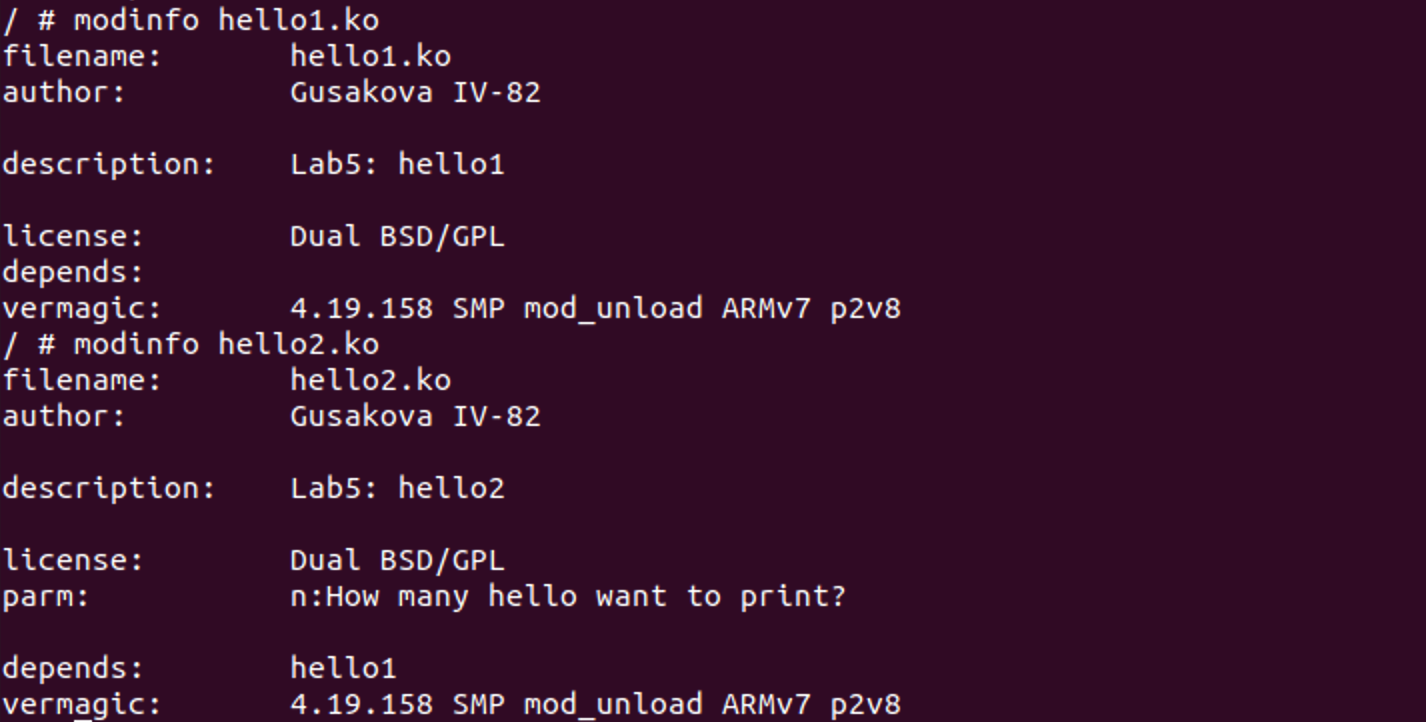 / # modinfo hello1.ko
filename:       hello1.ko
author:         Gusakova IV-82
description:    Lab5: hello1
license:        Dual BSD/GPL
depends:
vermagic:       4.19.158 SMP mod_unload ARMv7 p2v8
/ # modinfo hello2.ko
filename:       hello2.ko
author:         Gusakova IV-82
description:    Lab5: hello2
license:        Dual BSD/GPL
parm:           n:How many hello want to print?
depends:        hello1
vermagic:       4.19.158 SMP mod_unload ARMv7 p2v8